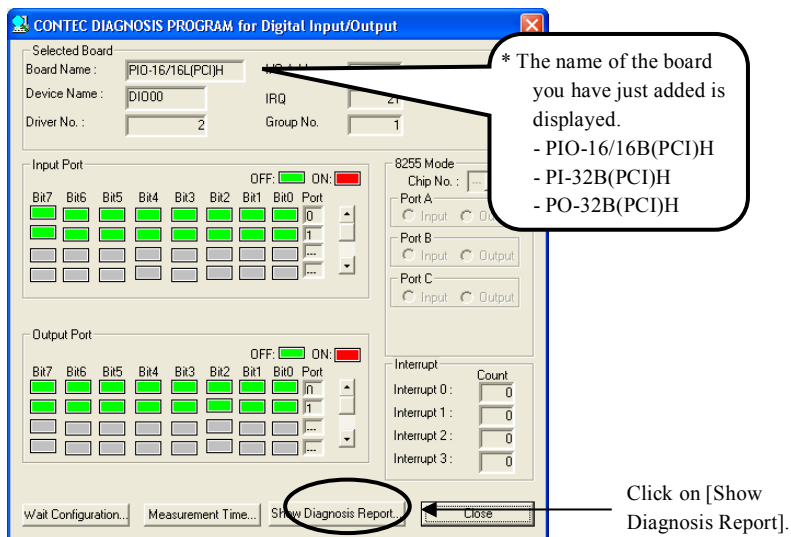 CONTEC DIAGNOSIS PROGRAM for Digital Input/Output
Selected Board
Board Name : PIO-16/16L(PCI)H
Device Name : DIO00 IRQ 21
Driver No. : 2 Group No. 1
* The name of the board
you have just added is
displayed.
- PIO-16/16B(PCI)H
- PI-32B(PCI)H
- PO-32B(PCI)H
Input Port
OFF: ON:
Bit7 Bit6 Bit5 Bit4 Bit3 Bit2 Bit1 Bit0 Port
0
1
---
---
8255 Mode
Chip No. : ---
Port A
Input
Port B
Input Output
Port C
Input Output
Output Port
OFF: ON:
Bit7 Bit6 Bit5 Bit4 Bit3 Bit2 Bit1 Bit0 Port
0
1
---
---
Interrupt
Count
Interrupt 0 : 0
Interrupt 1 : 0
Interrupt 2 : 0
Interrupt 3 : 0
Wait Configuration... Measurement Time... Show Diagnosis Report... Close
Click on [Show
Diagnosis Report].